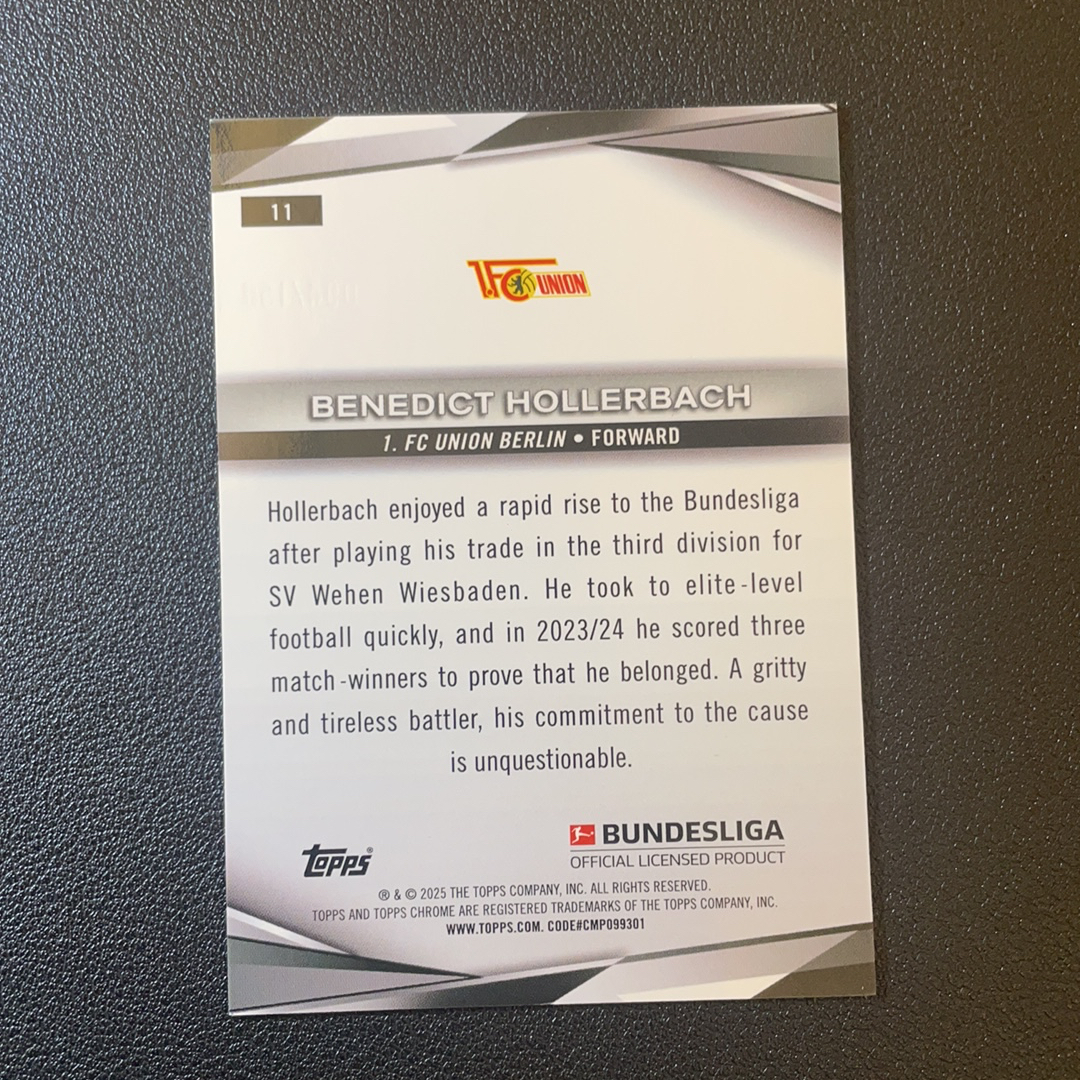 11
1.FC UNION
BENEDICT HOLLERBACH
1. FC UNION BERLIN • FORWARD
Hollerbach enjoyed a rapid rise to the Bundesliga
after playing his trade in the third division for
SV Wehen Wiesbaden. He took to elite-level
football quickly, and in 2023/24 he scored three
match-winners to prove that he belonged. A gritty
and tireless battler, his commitment to the cause
is unquestionable.
topps®
BUNDESLIGA
OFFICIAL LICENSED PRODUCT
® & © 2025 THE TOPPS COMPANY, INC. ALL RIGHTS RESERVED.
TOPPS AND TOPPS CHROME ARE REGISTERED TRADEMARKS OF THE TOPPS COMPANY, INC.
WWW.TOPPS.COM. CODE#CMP099301